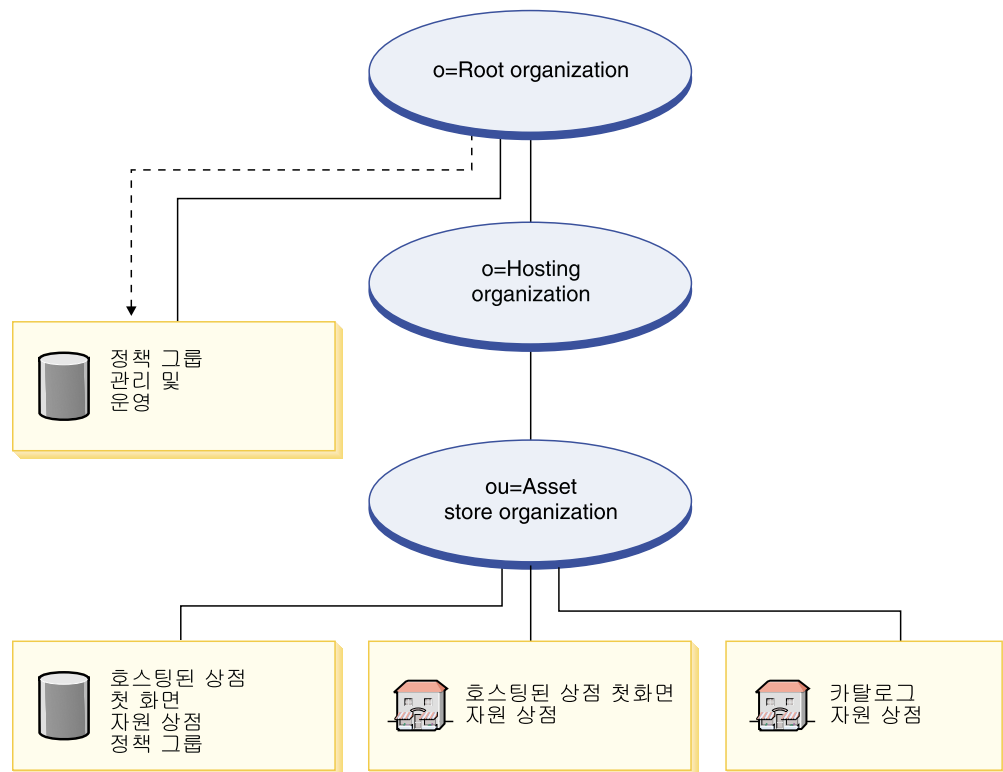 o=Root organization
o=Hosting
organization
정책 그룹
관리 및
운영
ou=Asset
store organization
호스팅된 상점
첫 화면
자원 상점
정책 그룹
호스팅된 상점 첫화면
자원 상점
카탈로그
자원 상점